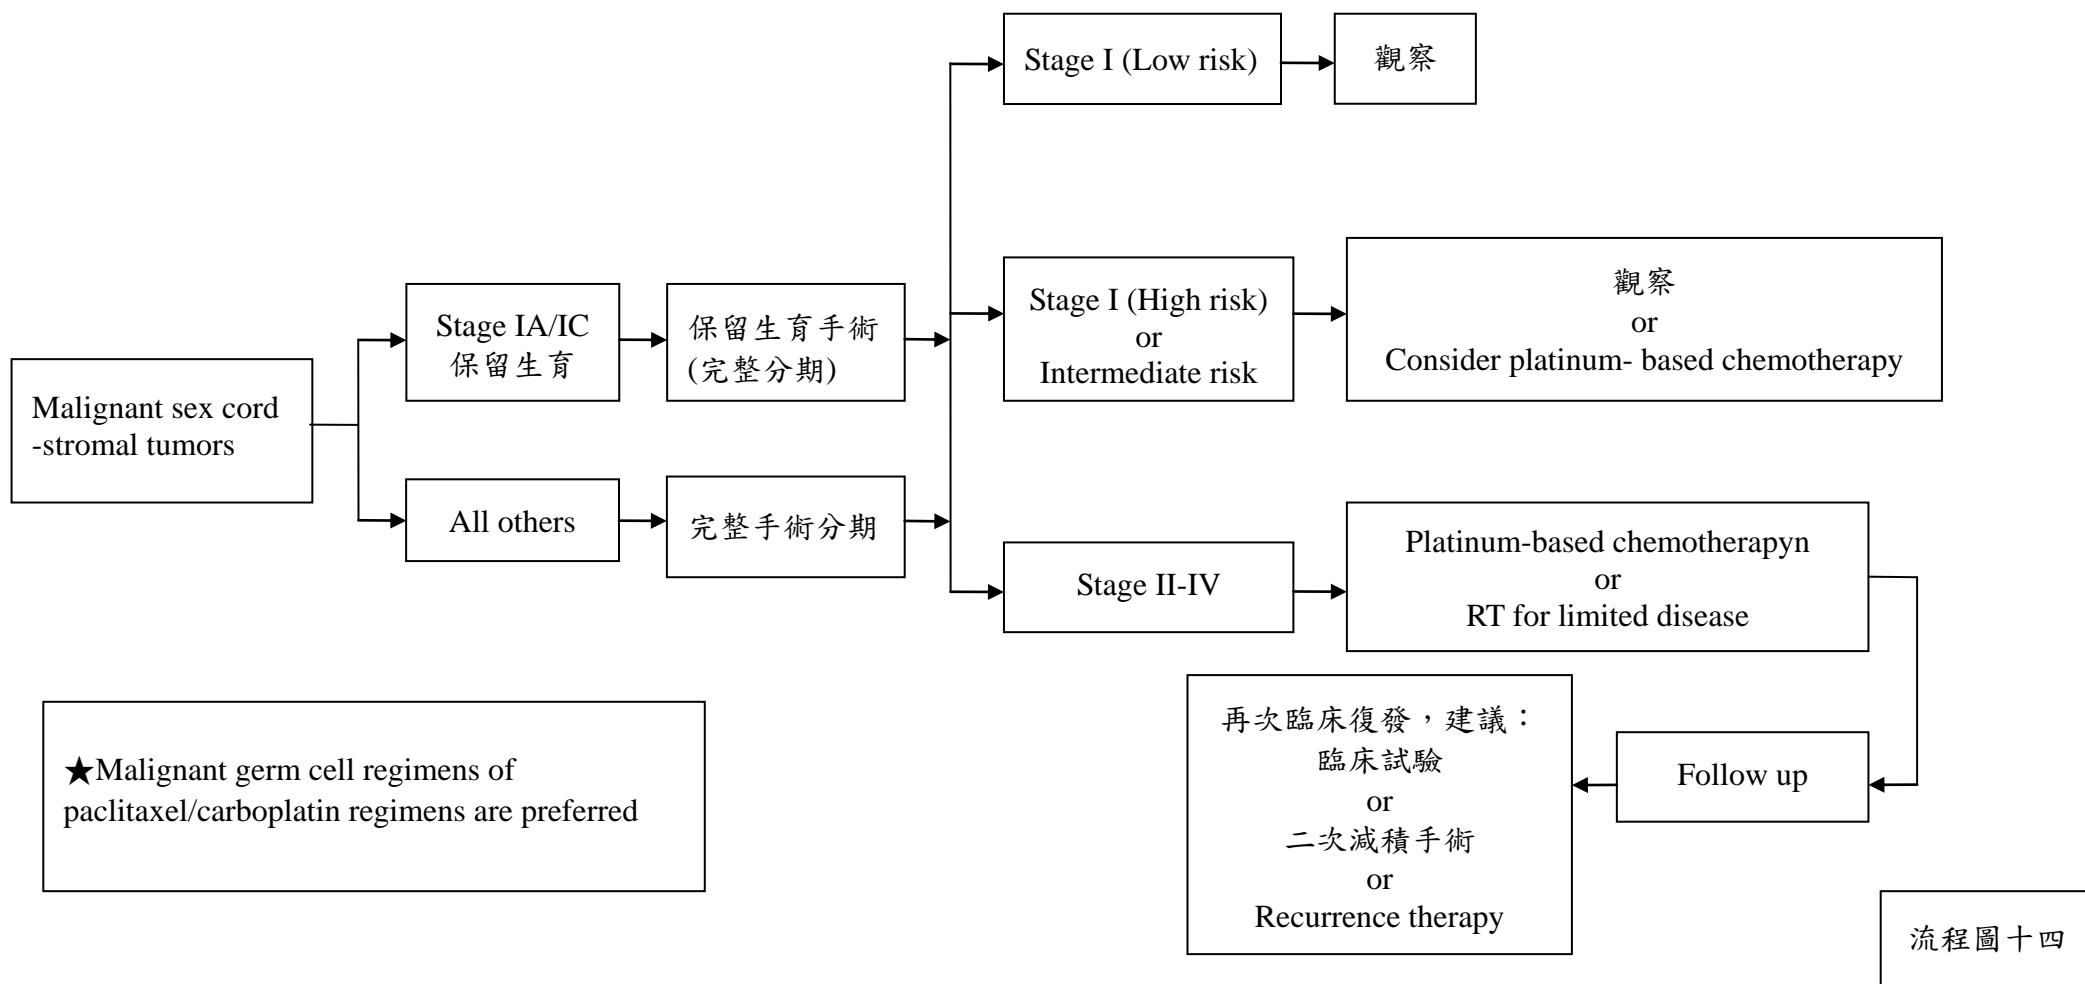 Malignant sex cord
-stromal tumors
Stage IA/IC
保留生育
保留生育手術
(完整分期)
All others
完整手術分期
Stage I (Low risk)
觀察
Stage I (High risk)
or
Intermediate risk
觀察
or
Consider platinum- based chemotherapy
Stage II-IV
Platinum-based chemotherapyn
or
RT for limited disease
Follow up
再次臨床復發，建議：
臨床試驗
or
二次減積手術
or
Recurrence therapy
★Malignant germ cell regimens of
paclitaxel/carboplatin regimens are preferred
流程圖十四